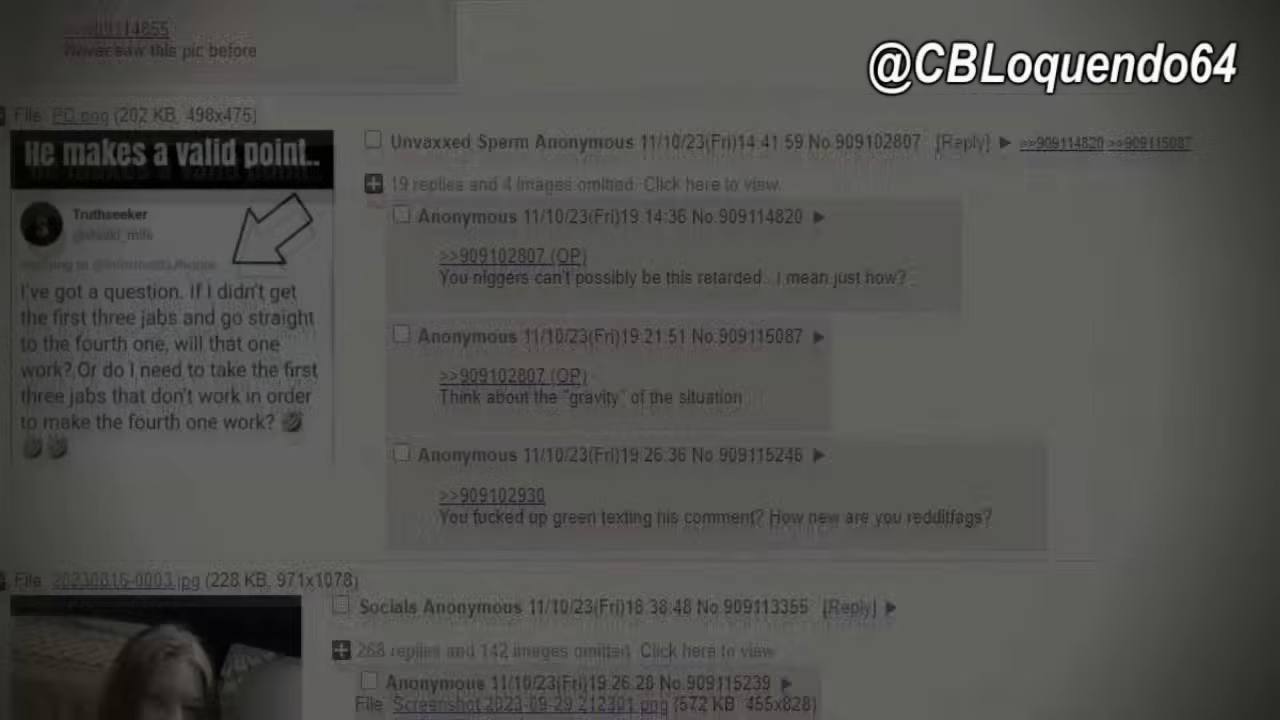 >>909114855
Never saw this pic before
@CBLoquendo64
File: PD.png (202 KB, 498x475)
He makes a valid point..
Truthseeker
replying to
I've got a question. If I didn't get
the first three jabs and go straight
to the fourth one, will that one
work? Or do I need to take the first
three jabs that don't work in order
to make the fourth one work?
Unvaxxed Sperm Anonymous 11/10/23(Fri)14:41:59 No.909102807 [Reply] ▶ >>909114820 >>909115087
19 replies and 4 images omitted. Click here to view.
Anonymous 11/10/23(Fri)19:14:36 No.909114820 ▶
>>909102807 (OP)
You niggers can't possibly be this retarded.. I mean just how?
Anonymous 11/10/23(Fri)19:21:51 No.909115087 ▶
>>909102807 (OP)
Think about the "gravity" of the situation
Anonymous 11/10/23(Fri)19:26:36 No.909115246 ▶
>>909102930
You fucked up green texting his comment? How new are you redditfags?
File: 20230816-0003.jpg (228 KB, 971x1078)
Socials Anonymous 11/10/23(Fri)18:38:48 No.909113355 [Reply] ▶
268 replies and 142 images omitted. Click here to view.
Anonymous 11/10/23(Fri)19:26:28 No.909115239 ▶
File: Screenshot 2023-09-29 212301.png (572 KB, 465x828)